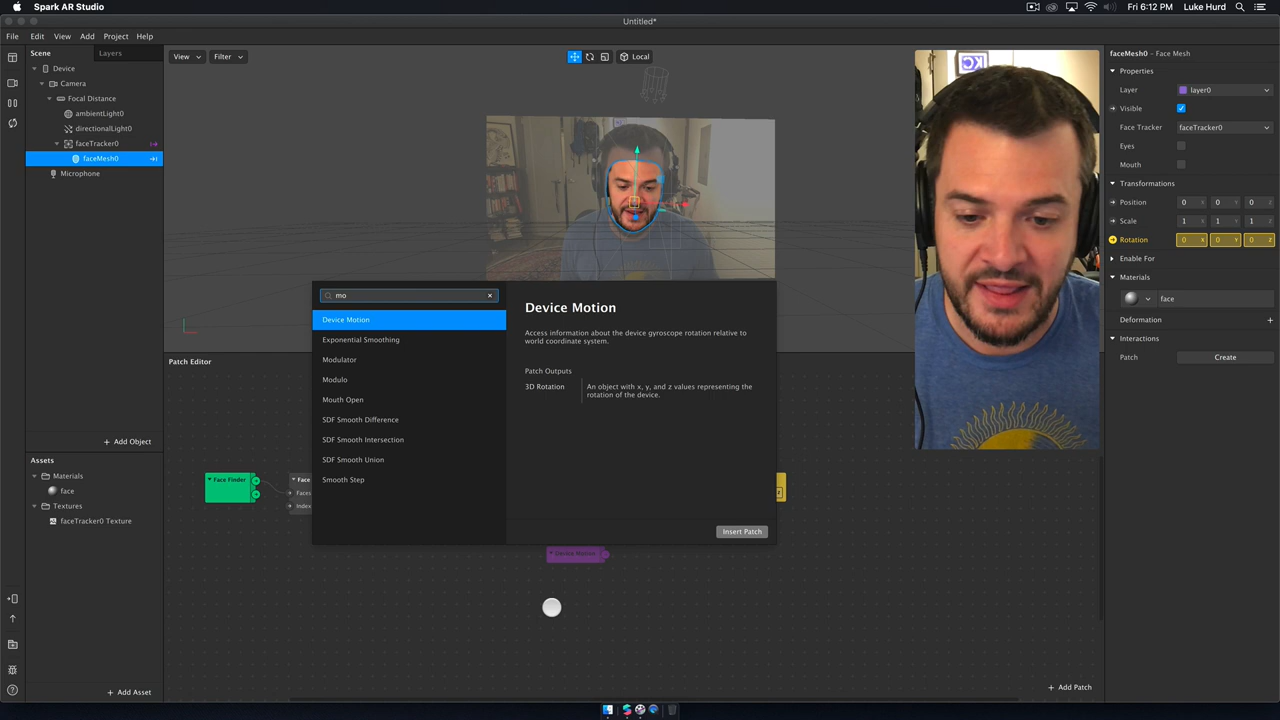 Spark AR Studio
Fri 6:12 PM Luke Hurd
Untitled*
File Edit View Add Project Help
Scene Layers
Device
Camera
Focal Distance
ambientLight0
directionalLight0
faceTracker0
faceMesh0
Microphone
Add Object
Assets
Materials
face
Textures
faceTracker0 Texture
Add Asset
View Filter Local
mo
Device Motion
Exponential Smoothing
Modulator
Modulo
Mouth Open
SDF Smooth Difference
SDF Smooth Intersection
SDF Smooth Union
Smooth Step
Device Motion
Access information about the device gyroscope rotation relative to
world coordinate system.
Patch Outputs
3D Rotation An object with x, y, and z values representing the
rotation of the device.
Insert Patch
Patch Editor
Face Finder
Face
Faces
Index
Device Motion
Add Patch
KC
faceMesh0 – Face Mesh
Properties
Layer layer0
Visible
Face Tracker faceTracker0
Eyes
Mouth
Transformations
Position 0 X 0 Y 0 Z
Scale 1 X 1 Y 1 Z
Rotation 0 X 0 Y 0 Z
Enable For
Materials
face
Deformation
Interactions
Patch Create